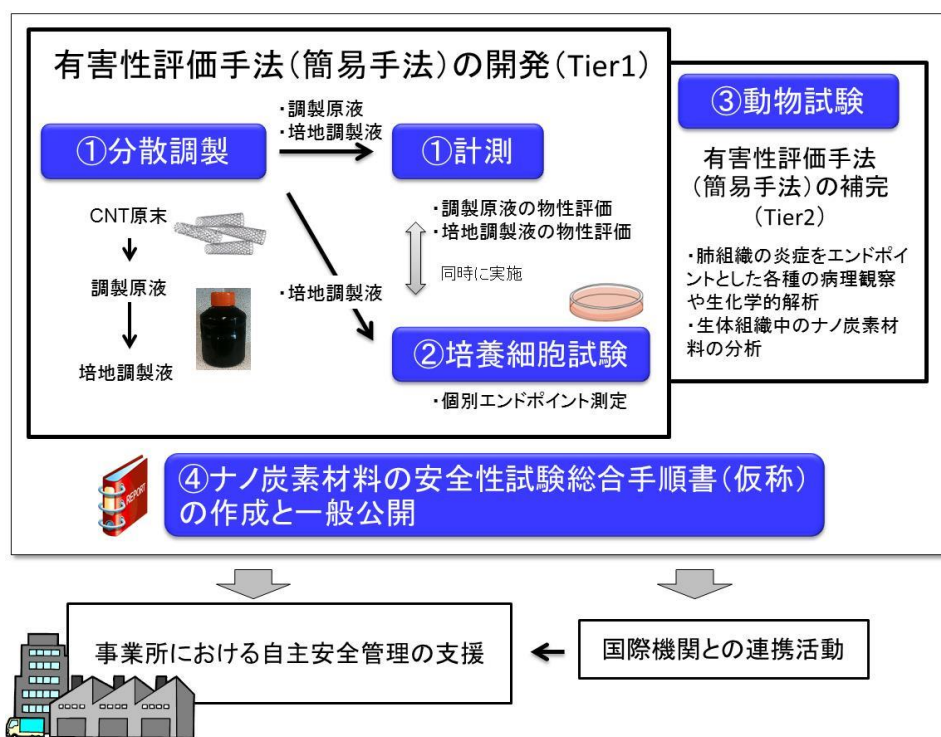 有害性評価手法(簡易手法)の開発(Tier1)
①分散調製
・調製原液
・培地調製液
①計測
CNT原末
調製原液
培地調製液
・培地調製液
・調製原液の物性評価
・培地調製液の物性評価
同時に実施
②培養細胞試験
・個別エンドポイント測定
③動物試験
有害性評価手法
(簡易手法)の補完
(Tier2)
・肺組織の炎症をエンドポイ
ントとした各種の病理観察
や生化学的解析
・生体組織中のナノ炭素材
料の分析
REPORT
④ナノ炭素材料の安全性試験総合手順書(仮称)
の作成と一般公開
事業所における自主安全管理の支援
国際機関との連携活動